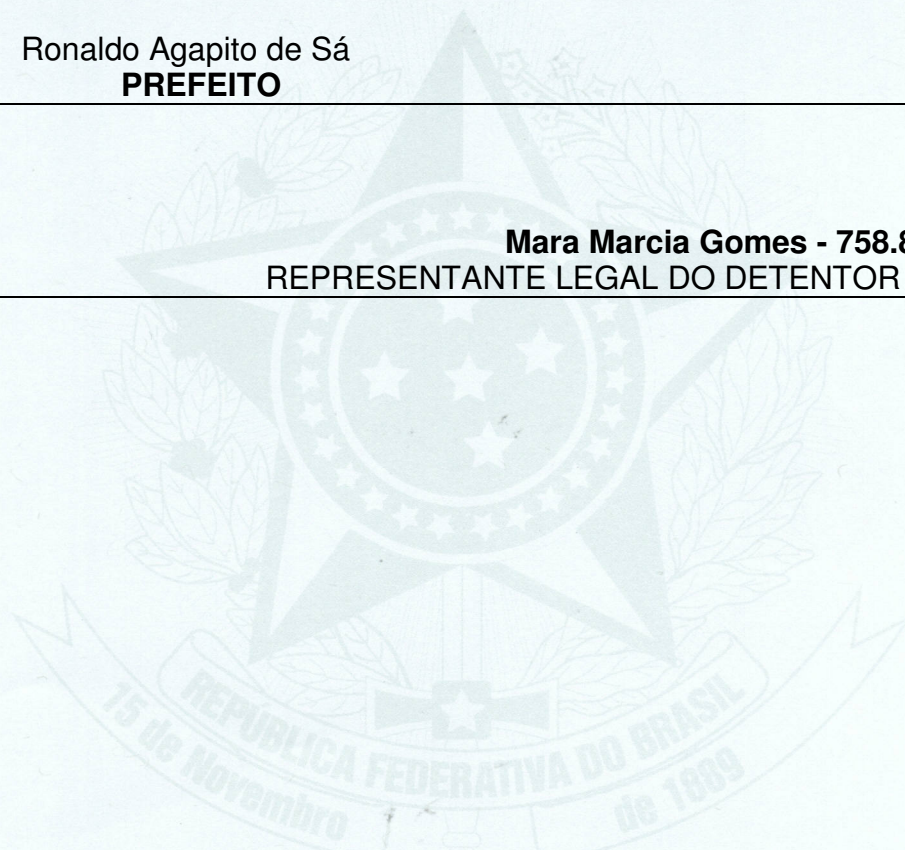 Ronaldo Agapito de Sá
PREFEITO
Mara Marcia Gomes - 758.8
REPRESENTANTE LEGAL DO DETENTOR
REPÚBLICA FEDERATIVA DO BRASIL
15 de Novembro de 1889